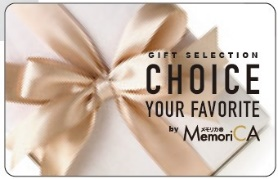 GIFT SELECTION
CHOICE
YOUR FAVORITE
by メモリカ®
MemoriCA